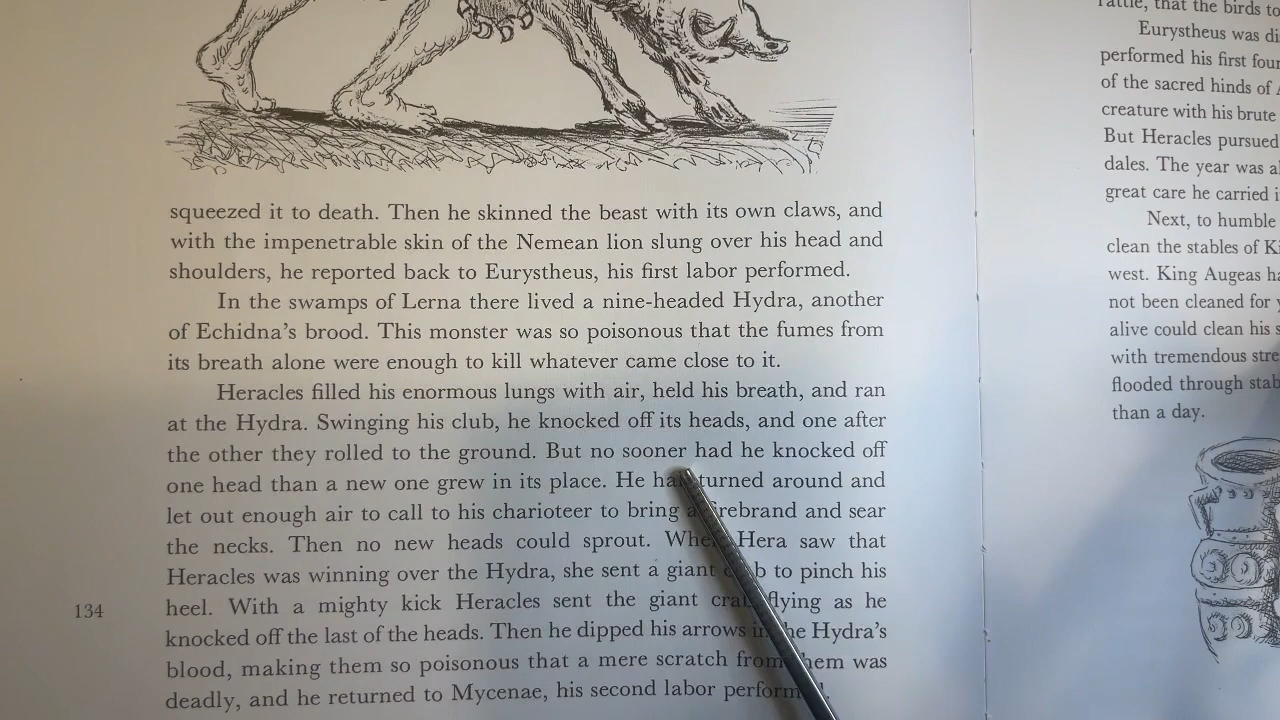 squeezed it to death. Then he skinned the beast with its own claws, and
with the impenetrable skin of the Nemean lion slung over his head and
shoulders, he reported back to Eurystheus, his first labor performed.
In the swamps of Lerna there lived a nine-headed Hydra, another
of Echidna's brood. This monster was so poisonous that the fumes from
its breath alone were enough to kill whatever came close to it.
Heracles filled his enormous lungs with air, held his breath, and ran
at the Hydra. Swinging his club, he knocked off its heads, and one after
the other they rolled to the ground. But no sooner had he knocked off
one head than a new one grew in its place. He turned around and
let out enough air to call to his charioteer to bring a firebrand and sear
the necks. Then no new heads could sprout. When Hera saw that
Heracles was winning over the Hydra, she sent a giant to pinch his
heel. With a mighty kick Heracles sent the giant crab flying as he
knocked off the last of the heads. Then he dipped his arrows in the Hydra's
blood, making them so poisonous that a mere scratch from them was
deadly, and he returned to Mycenae, his second labor performed.
134
that the birds to
Eurystheus was
performed his first four
of the sacred hinds of
creature with his brute
But Heracles pursued
dales. The year was
great care he carried
Next, to humble
clean the stables of
west. King Augeas
not been cleaned for
alive could clean his
with tremendous
flooded through
than a day.